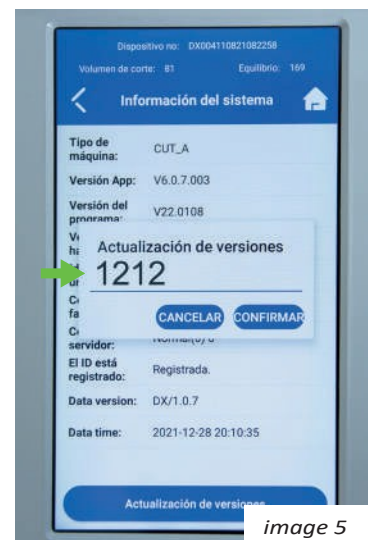 Dispositivo no: DX004110821082258
Volumen de corte: 81 Equilibrio: 169
Información del sistema
Tipo de
máquina: CUT_A
Versión App: V6.0.7.003
Versión del
programa: V22.0108
Actualización de versiones
1212
CANCELAR CONFIRMAR
servidor: Normal(0) 0
El ID está
registrado: Registrada.
Data version: DX/1.0.7
Data time: 2021-12-28 20:10:35
Actualización de versiones
image 5